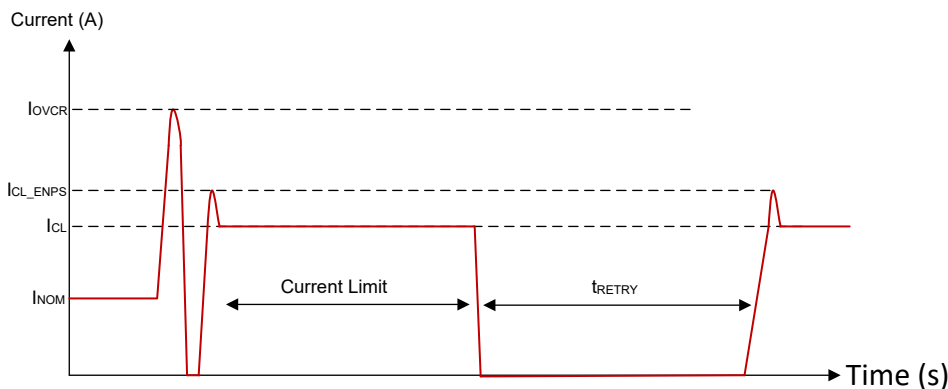 Current (A)
IOVCR
ICL_ENPS
ICL
INOM
Current Limit
tRETRY
Time (s)